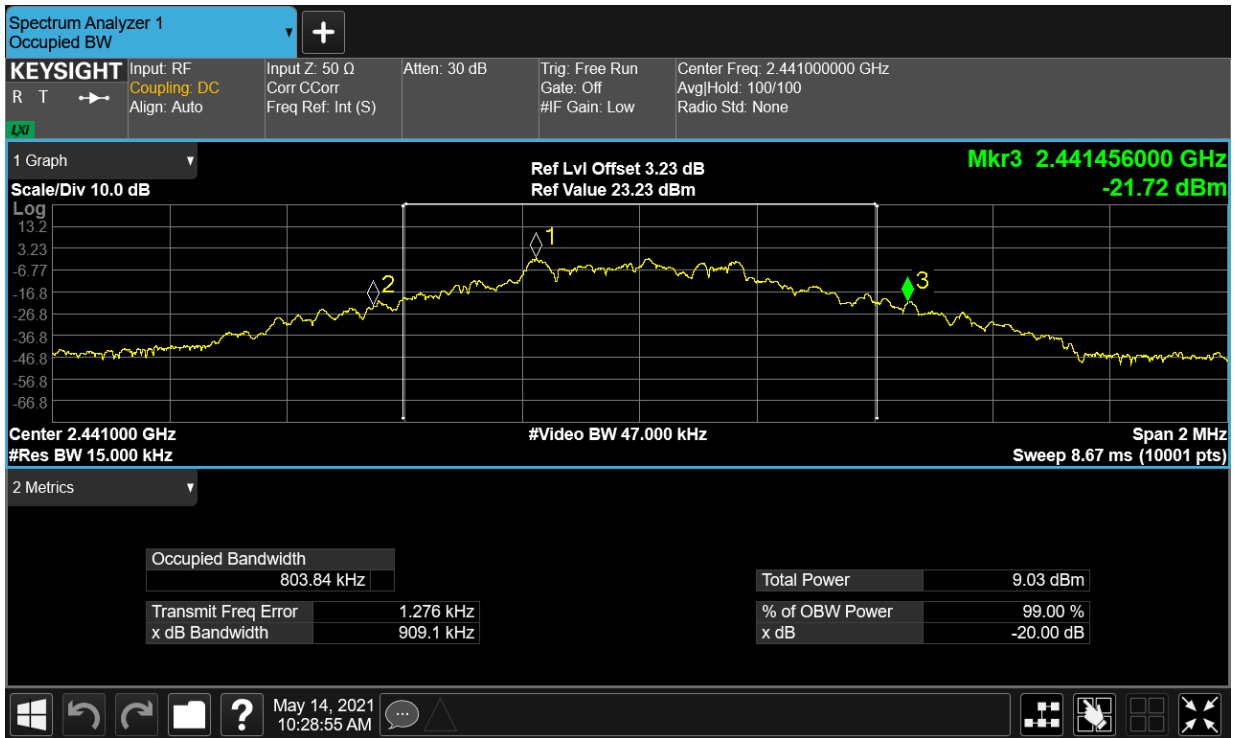 Spectrum Analyzer 1
Occupied BW
+
KEYSIGHT
R T
LXI
Input: RF
Coupling: DC
Align: Auto
Input Z: 50 Ω
Corr CCorr
Freq Ref: Int (S)
Atten: 30 dB
Trig: Free Run
Gate: Off
#IF Gain: Low
Center Freq: 2.441000000 GHz
Avg|Hold: 100/100
Radio Std: None
1 Graph
Scale/Div 10.0 dB
Ref Lvl Offset 3.23 dB
Ref Value 23.23 dBm
Mkr3 2.441456000 GHz
-21.72 dBm
Log
13.2
3.23
-6.77
-16.8
-26.8
-36.8
-46.8
-56.8
-66.8
1
2
3
Center 2.441000 GHz
#Video BW 47.000 kHz
Span 2 MHz
#Res BW 15.000 kHz
Sweep 8.67 ms (10001 pts)
2 Metrics
Occupied Bandwidth
803.84 kHz
Total Power 9.03 dBm
Transmit Freq Error 1.276 kHz
% of OBW Power 99.00 %
x dB Bandwidth 909.1 kHz
x dB -20.00 dB
?
May 14, 2021
10:28:55 AM